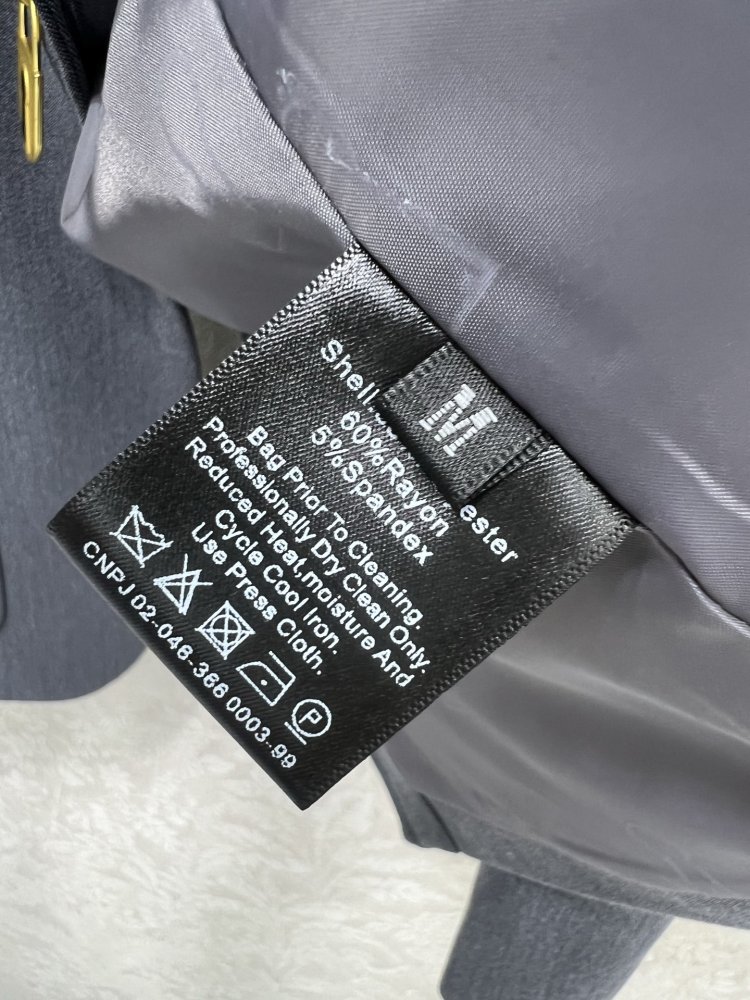 M
Shell:
60%Rayon
5%Spandex
Bag Prior To Cleaning.
Professionally Dry Clean Only.
Reduced Heat,moisture And
Cycle Cool Iron.
Use Press Cloth.
P
CNPJ 02-046-366 0003-99